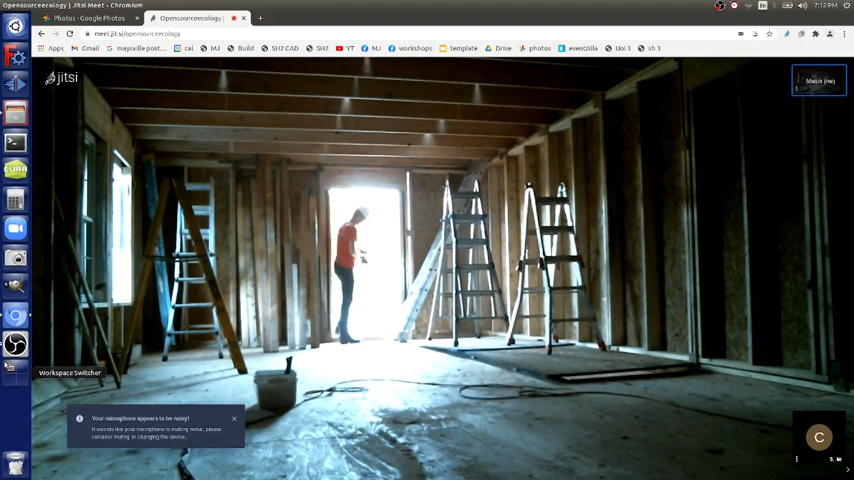 Opensourceecology | Jitsi Meet - Chromium
En
7:12 PM
Photos - Google Photos
Opensourceecology | Jitsi
meet.jit.si/opensourceecology
Apps
Gmail
maysville post...
cal
MJ
Build
SH2 CAD
SH2
YT
MJ
workshops
template
Drive
photos
eventzilla
Uni 3
sh 3
jitsi
Marcin (me)
CURA
Workspace Switcher
Your microphone appears to be noisy!
It sounds like your microphone is making noise, please
consider muting or changing the device.
C